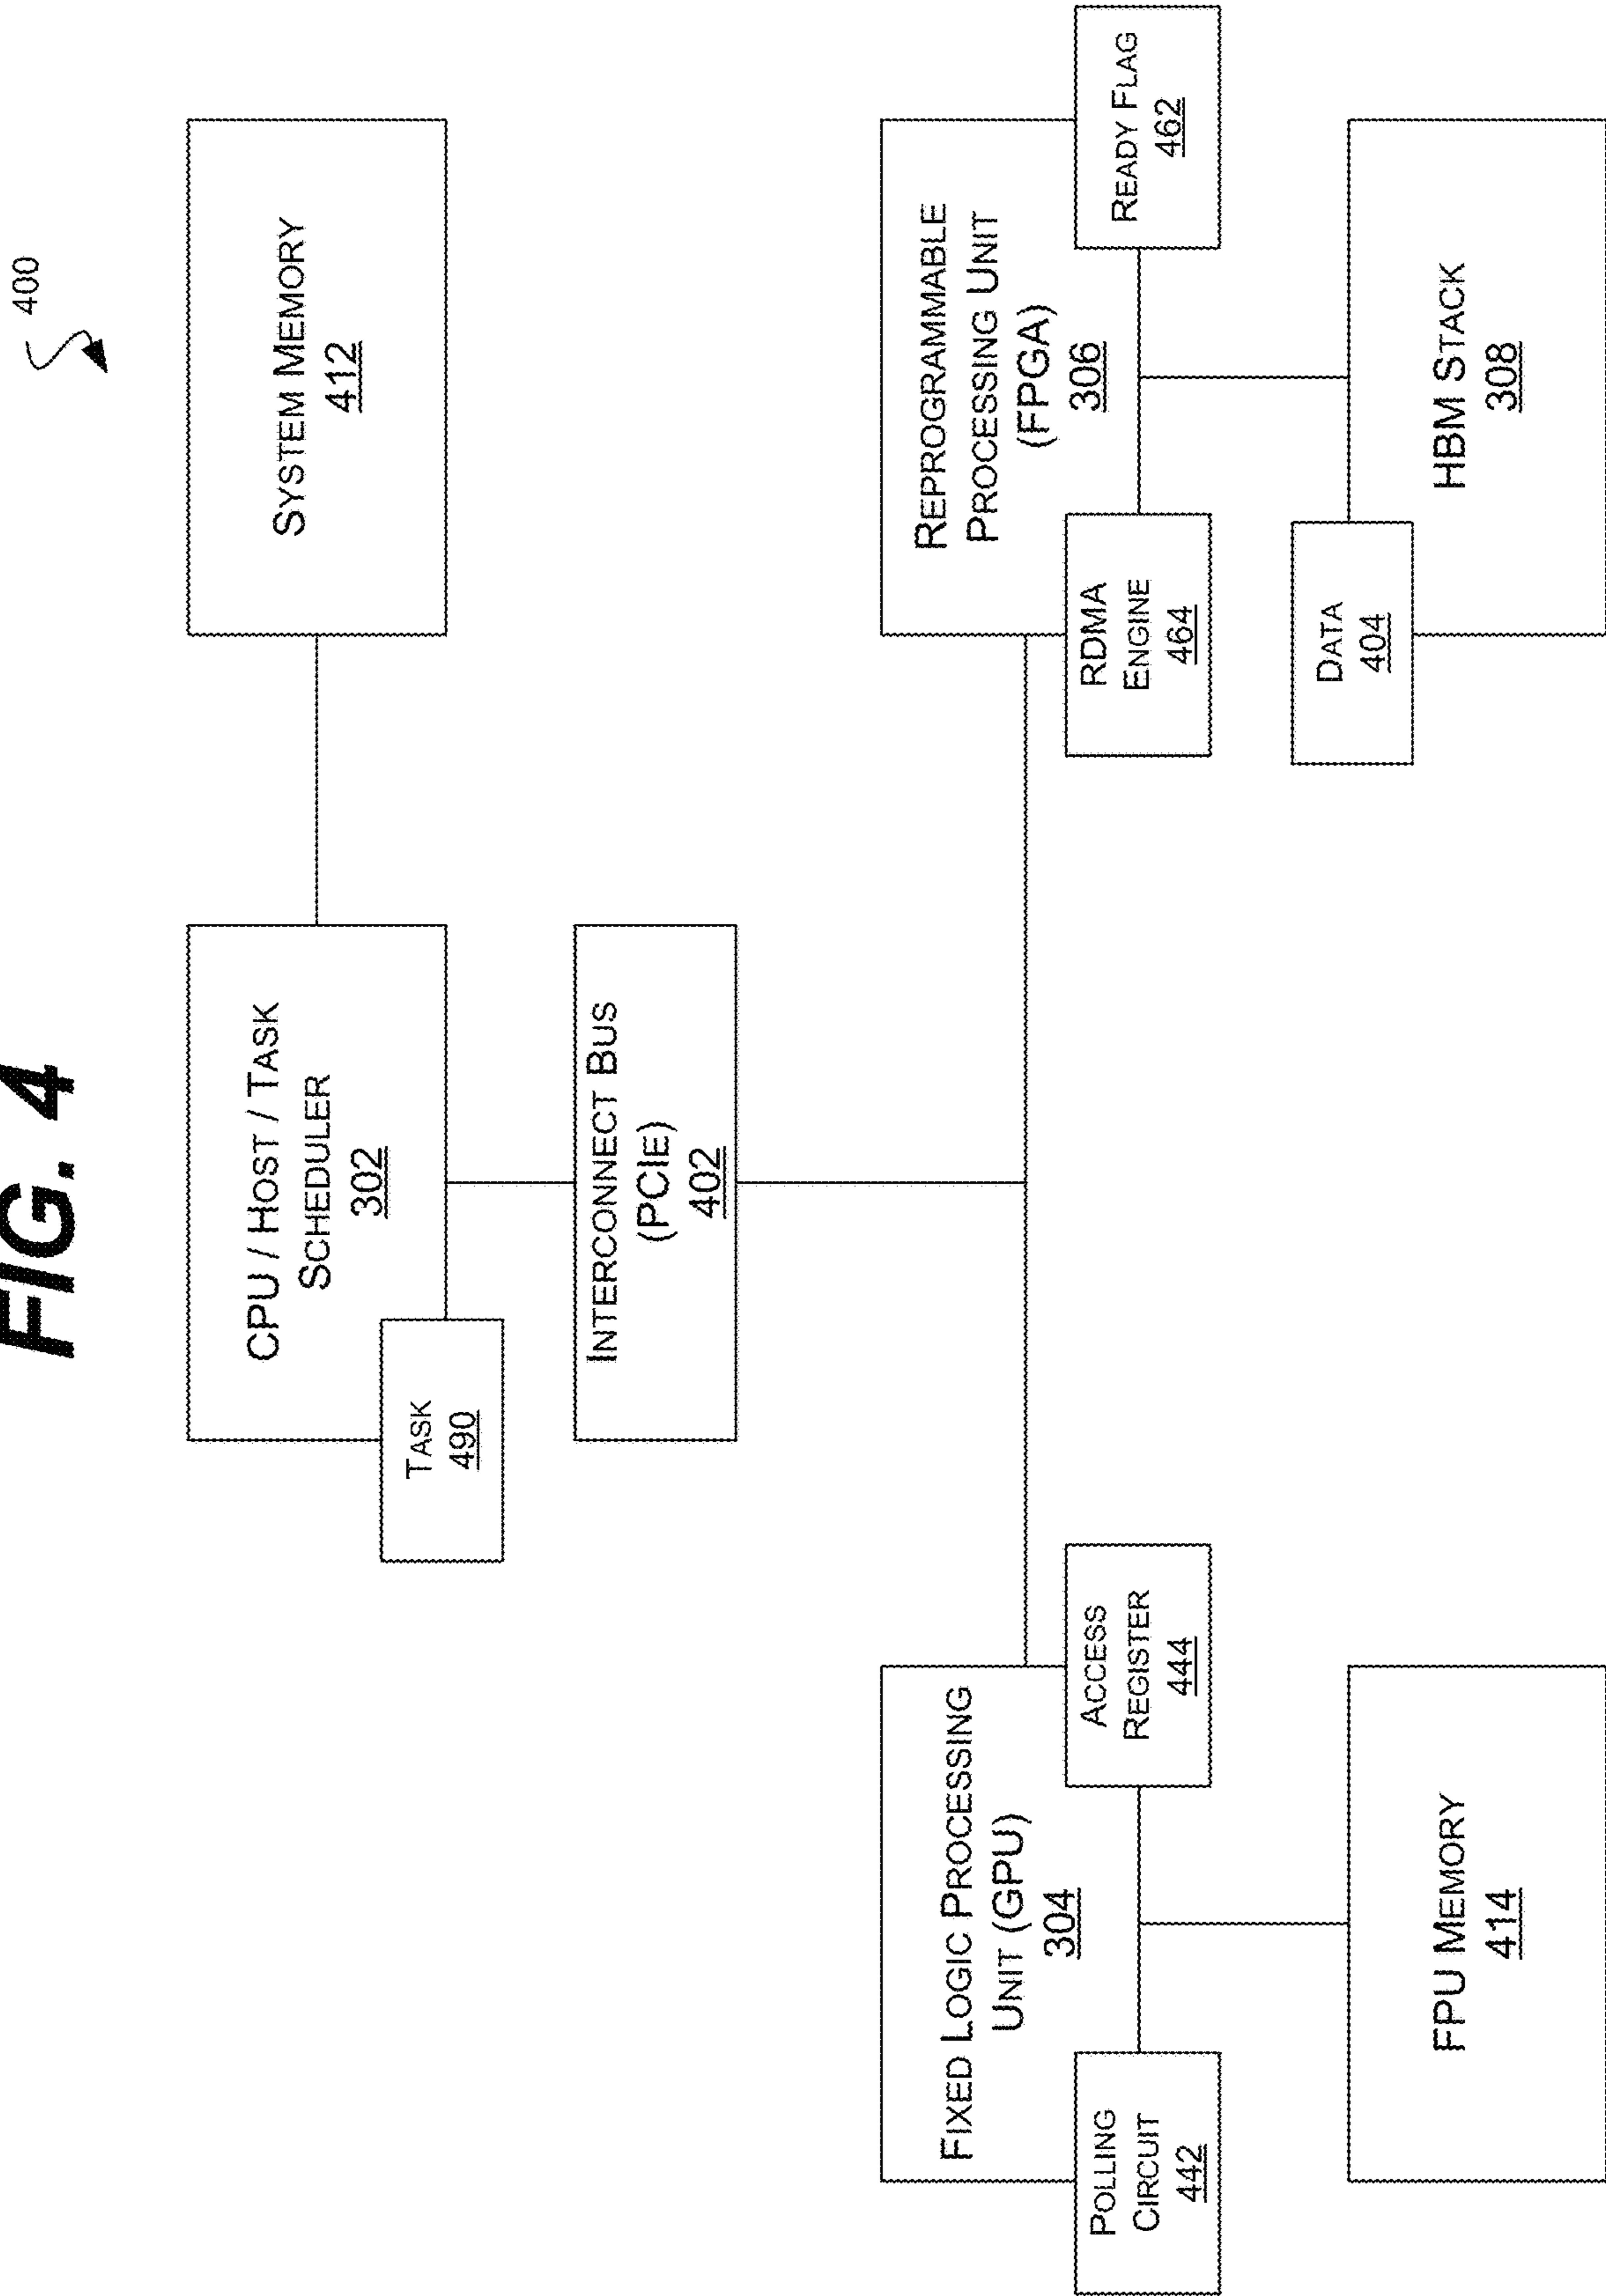 FIG. 4
400
CPU / HOST / TASK
SCHEDULER
302
TASK
490
SYSTEM MEMORY
412
INTERCONNECT BUS
(PCIE)
402
FIXED LOGIC PROCESSING
UNIT (GPU)
304
POLLING
CIRCUIT
442
ACCESS
REGISTER
444
FPU MEMORY
414
REPROGRAMMABLE
PROCESSING UNIT
(FPGA)
306
RDMA
ENGINE
464
READY FLAG
462
DATA
404
HBM STACK
308